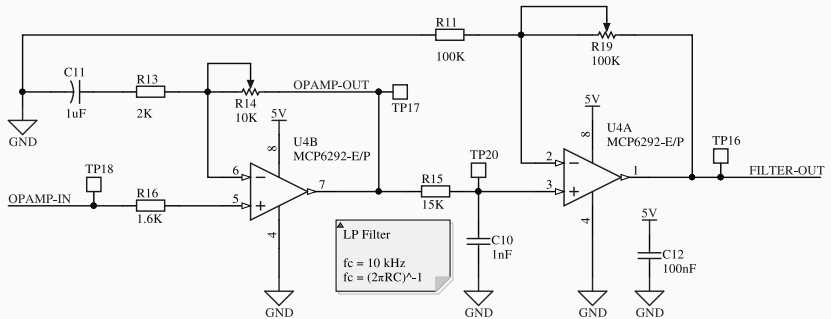 R11
100K
R19
100K
C11
1uF
R13
2K
R14
10K
OPAMP-OUT
TP17
GND
5V
8
U4B
MCP6292-E/P
5V
8
U4A
MCP6292-E/P
TP18
OPAMP-IN
R16
1.6K
6
5
7
4
TP20
R15
15K
2
3
1
4
TP16
FILTER-OUT
LP Filter
fc = 10 kHz
fc = (2πRC)^-1
C10
1nF
5V
C12
100nF
GND
GND
GND
GND